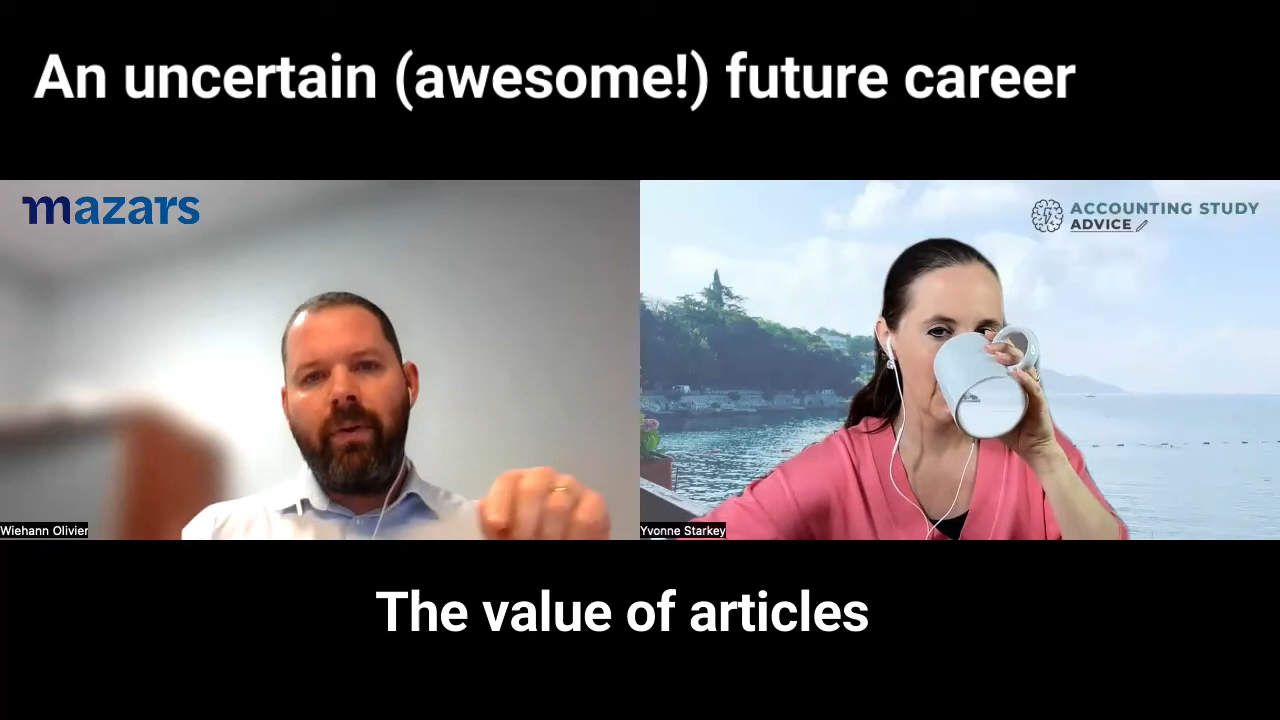 An uncertain (awesome!) future career
mazars
ACCOUNTING STUDY
ADVICE
Wiehann Olivier
Yvonne Starkey
The value of articles